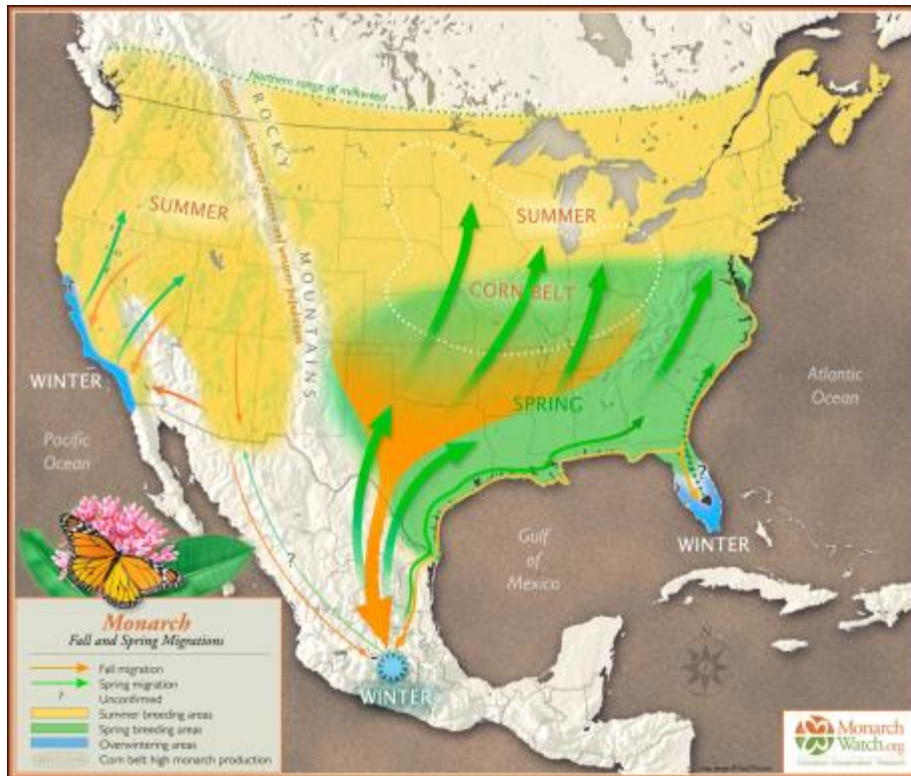 Northern range of milkweed
ROCKY
MOUNTAINS
SUMMER
SUMMER
CORN BELT
SPRING
WINTER
Pacific
Ocean
Atlantic
Ocean
Gulf
of
Mexico
WINTER
WINTER
?
?
?
N
Monarch
Fall and Spring Migrations
Fall migration
Spring migration
? Unconfirmed
Summer breeding areas
Spring breeding areas
Overwintering areas
Corn belt high monarch production
Monarch
Watch.org